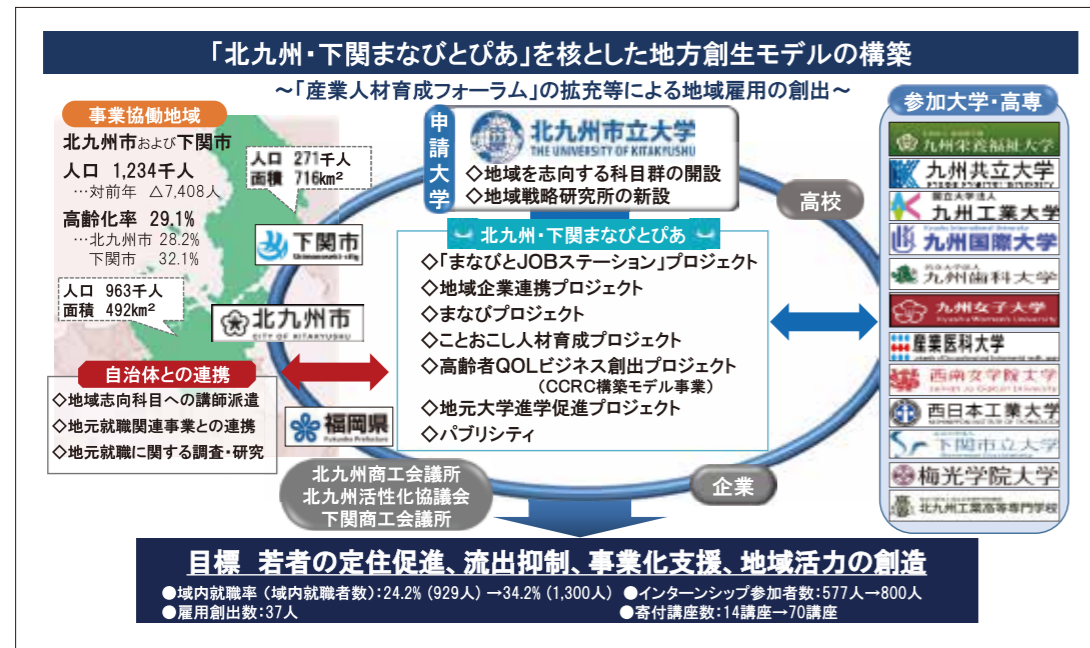 「北九州・下関まなびとぴあ」を核とした地方創生モデルの構築
～「産業人材育成フォーラム」の拡充等による地域雇用の創出～
事業協働地域
北九州市および下関市
人口 1,234千人
…対前年 △7,408人
高齢化率 29.1%
…北九州市 28.2%
下関市 32.1%
人口 271千人
面積 716km²
下関市
人口 963千人
面積 492km²
北九州市
CITY OF KITAKYUSHU
自治体との連携
◇地域志向科目への講師派遣
◇地元就職関連事業との連携
◇地元就職に関する調査・研究
福岡県
Fukuoka Prefecture
申請大学
北九州市立大学
THE UNIVERSITY OF KITAKYUSHU
◇地域を志向する科目群の開設
◇地域戦略研究所の新設
北九州・下関まなびとぴあ
◇「まなびとJOBステーション」プロジェクト
◇地域企業連携プロジェクト
◇まなびプロジェクト
◇ことおこし人材育成プロジェクト
◇高齢者QOLビジネス創出プロジェクト
(CCRC構築モデル事業)
◇地元大学進学促進プロジェクト
◇パブリシティ
高校
企業
北九州商工会議所
北九州活性化協議会
下関商工会議所
参加大学・高専
九州栄養福祉大学
九州共立大学
国立大学法人
九州工業大学
九州国際大学
九州歯科大学
九州女子大学
産業医科大学
西南女学院大学
西日本工業大学
下関市立大学
梅光学院大学
北九州工業高等専門学校
目標 若者の定住促進、流出抑制、事業化支援、地域活力の創造
●域内就職率 (域内就職者数):24.2% (929人) →34.2% (1,300人) ●インターンシップ参加者数:577人→800人
●雇用創出数:37人 ●寄付講座数:14講座→70講座